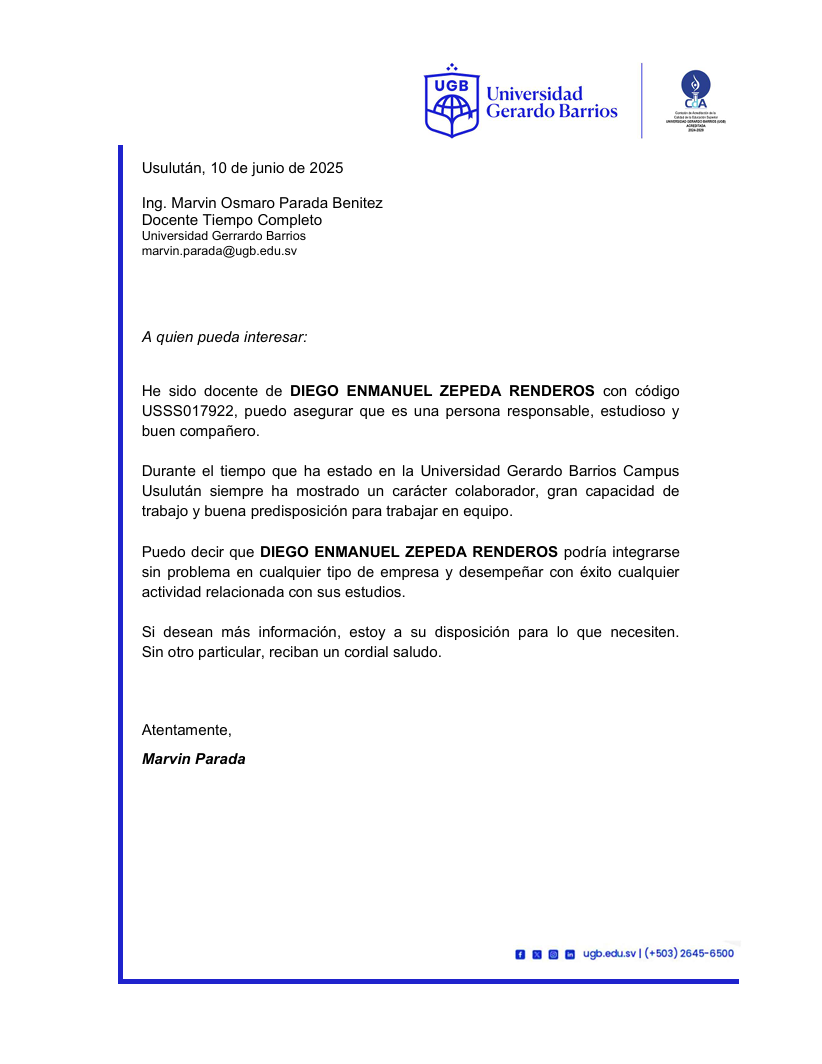 UGB
Universidad
Gerardo Barrios
CdA
Comisión de Acreditación de la
Calidad de la Educación Superior
UNIVERSIDAD GERARDO BARRIOS (UGB)
ACREDITADA
2024-2029
Usulután, 10 de junio de 2025
Ing. Marvin Osmaro Parada Benitez
Docente Tiempo Completo
Universidad Gerrardo Barrios
marvin.parada@ugb.edu.sv
A quien pueda interesar:
He sido docente de DIEGO ENMANUEL ZEPEDA RENDEROS con código
USSS017922, puedo asegurar que es una persona responsable, estudioso y
buen compañero.
Durante el tiempo que ha estado en la Universidad Gerardo Barrios Campus
Usulután siempre ha mostrado un carácter colaborador, gran capacidad de
trabajo y buena predisposición para trabajar en equipo.
Puedo decir que DIEGO ENMANUEL ZEPEDA RENDEROS podría integrarse
sin problema en cualquier tipo de empresa y desempeñar con éxito cualquier
actividad relacionada con sus estudios.
Si desean más información, estoy a su disposición para lo que necesiten.
Sin otro particular, reciban un cordial saludo.
Atentamente,
Marvin Parada
ugb.edu.sv | (+503) 2645-6500